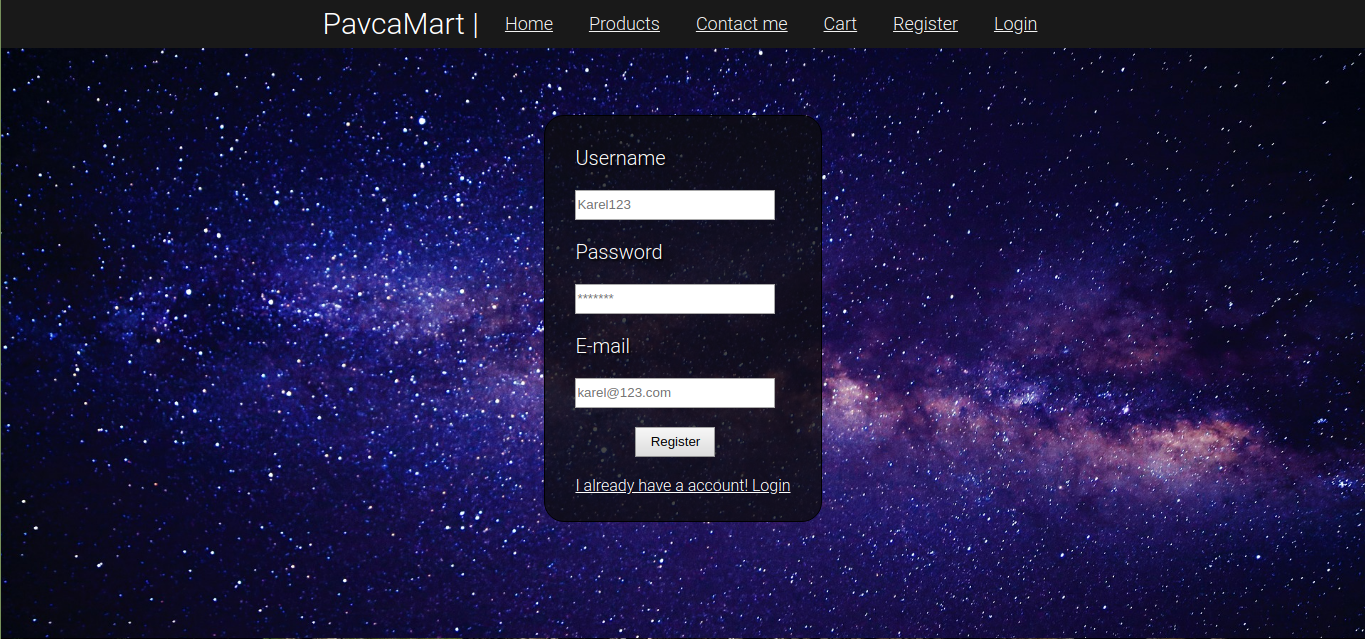 PavcaMart | Home Products Contact me Cart Register Login
Username
Karel123
Password
*******
E-mail
karel@123.com
Register
I already have a account! Login